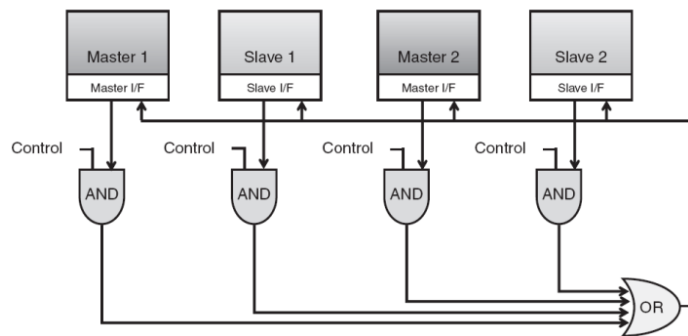 Master 1 Slave 1 Master 2 Slave 2
Master I/F Slave I/F Master I/F Slave I/F
Control Control Control Control
AND AND AND AND
OR